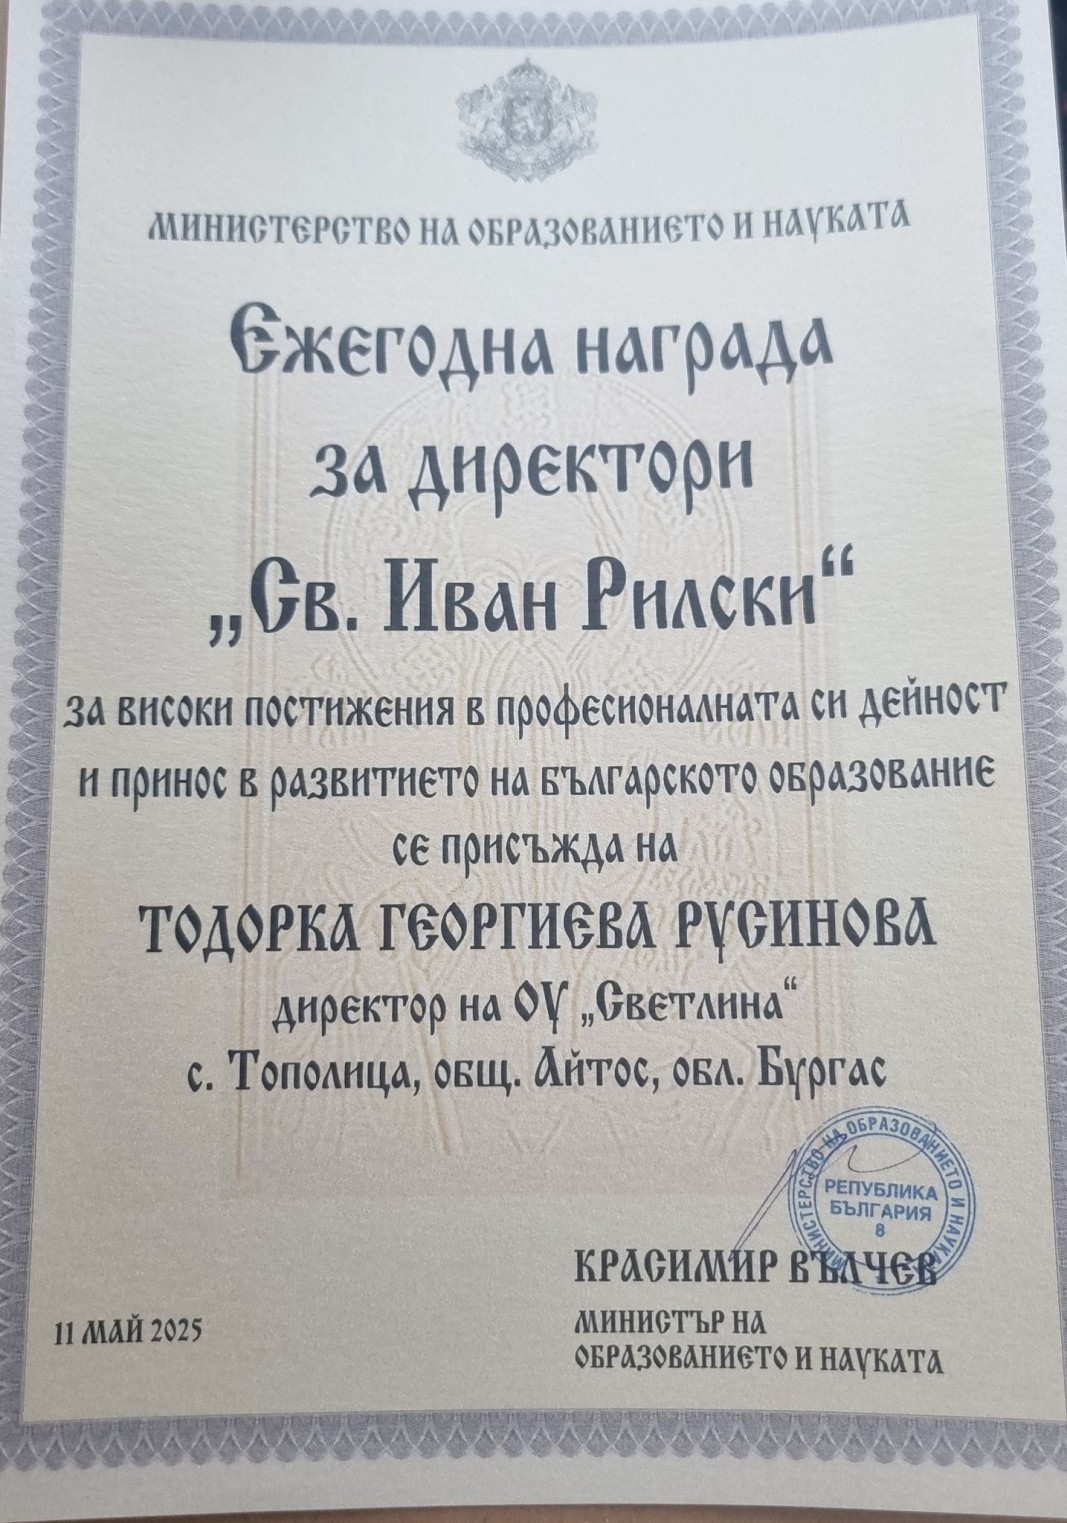 МИНИСТЕРСТВО НА ОБРАЗОВАНИЕТО И НАУКАТА
Ежегодна награда
за директори
„Св. Иван Рилски“
за високи постижения в професионалната си дейност
и принос в развитието на българското образование
се присъжда на
ТОДОРКА ГЕОРГИЕВА РУСИНОВА
директор на ОУ „Светлина“
с. Тополица, общ. Айтос, обл. Бургас
МИНИСТЕРСТВО НА ОБРАЗОВАНИЕТО И НАУКАТА
РЕПУБЛИКА
БЪЛГАРИЯ
8
КРАСИМИР ВЪЛЧЕВ
МИНИСТЪР НА
ОБРАЗОВАНИЕТО И НАУКАТА
11 МАЙ 2025